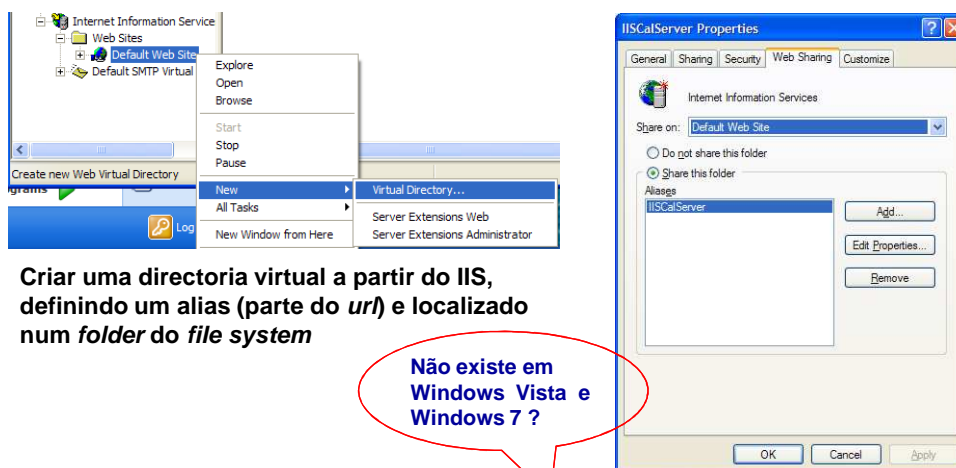 Internet Information Service
Web Sites
Default Web Site
Default SMTP Virtual
Explore
Open
Browse
Start
Stop
Pause
New
All Tasks
New Window from Here
Virtual Directory...
Server Extensions Web
Server Extensions Administrator
Create new Web Virtual Directory
ograms
Log
Criar uma directoria virtual a partir do IIS,
definindo um alias (parte do url) e localizado
num folder do file system
Não existe em
Windows Vista e
Windows 7 ?
IISCalServer Properties
General Sharing Security Web Sharing Customize
Internet Information Services
Share on: Default Web Site
Do not share this folder
Share this folder
Aliases
IISCalServer
Add...
Edit Properties...
Remove
OK Cancel Apply